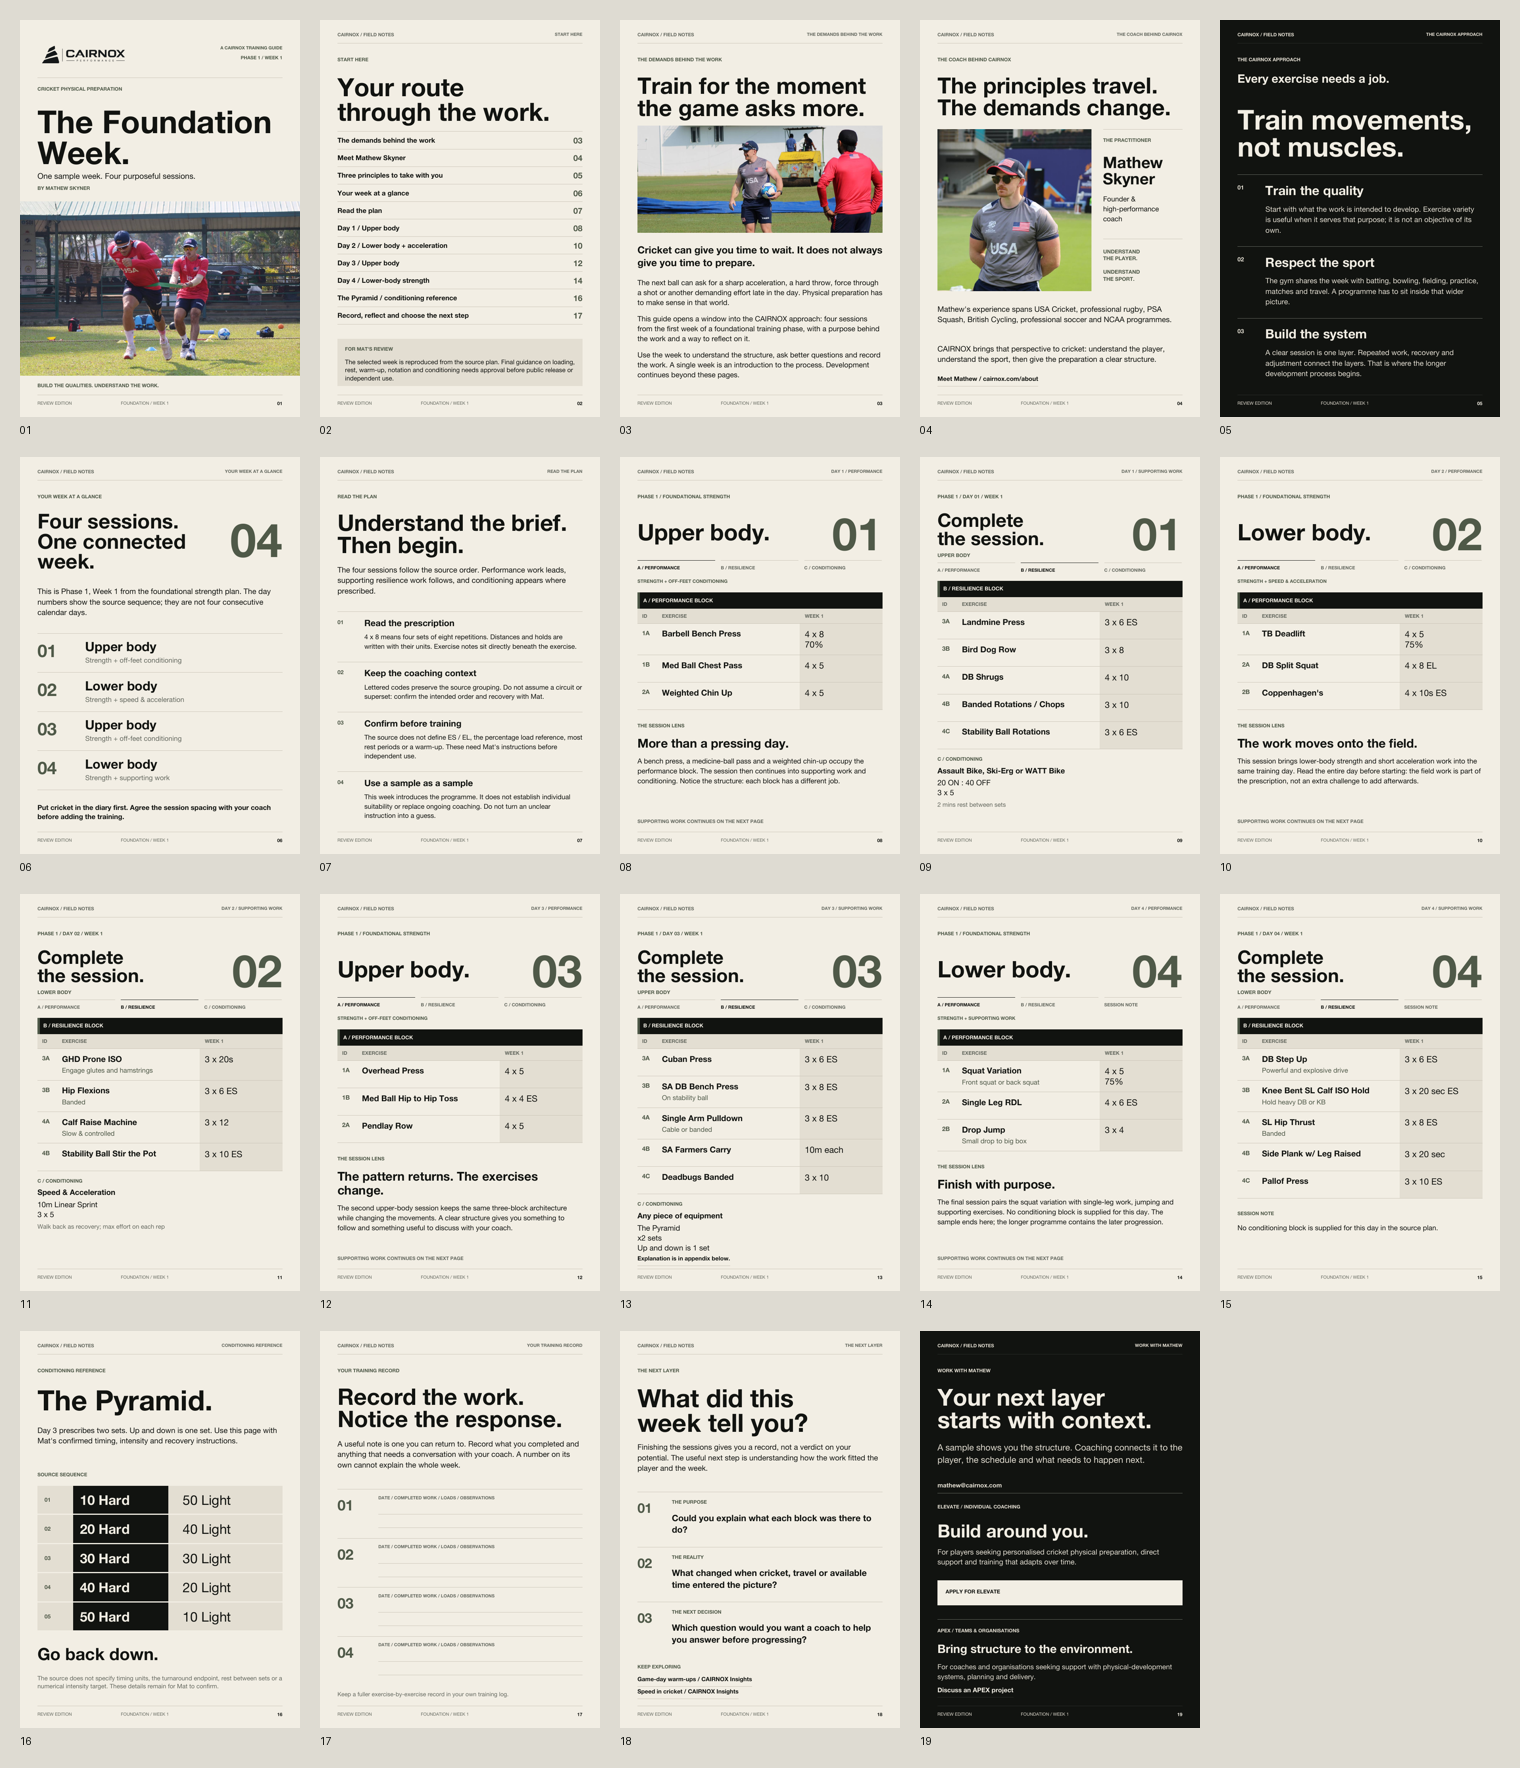 CAIRNOX
PERFORMANCE
A CAIRNOX TRAINING GUIDE
PHASE 1 / WEEK 1
CRICKET PHYSICAL PREPARATION
The Foundation
Week.
One sample week. Four purposeful sessions.
BY MATHEW SKYNER
BUILD THE QUALITIES. UNDERSTAND THE WORK.
REVIEW EDITION FOUNDATION / WEEK 1 01
01
CAIRNOX / FIELD NOTES START HERE
START HERE
Your route
through the work.
The demands behind the work 03
Meet Mathew Skyner 04
Three principles to take with you 05
Your week at a glance 06
Read the plan 07
Day 1 / Upper body 08
Day 2 / Lower body + acceleration 10
Day 3 / Upper body 12
Day 4 / Lower-body strength 14
The Pyramid / conditioning reference 16
Record, reflect and choose the next step 17
FOR MAT'S REVIEW
The selected week is reproduced from the source plan. Final guidance on loading,
rest, warm-up, notation and conditioning needs approval before public release or
independent use.
REVIEW EDITION FOUNDATION / WEEK 1 02
02
CAIRNOX / FIELD NOTES THE DEMANDS BEHIND THE WORK
THE DEMANDS BEHIND THE WORK
Train for the moment
the game asks more.
USA
Cricket can give you time to wait. It does not always
give you time to prepare.
The next ball can ask for a sharp acceleration, a hard throw, force through
a shot or another demanding effort late in the day. Physical preparation has
to make sense in that world.
This guide opens a window into the CAIRNOX approach: four sessions
from the first week of a foundational training phase, with a purpose behind
the work and a way to reflect on it.
Use the week to understand the structure, ask better questions and record
the work. A single week is an introduction to the process. Development
continues beyond these pages.
REVIEW EDITION FOUNDATION / WEEK 1 03
03
CAIRNOX / FIELD NOTES THE COACH BEHIND CAIRNOX
THE COACH BEHIND CAIRNOX
The principles travel.
The demands change.
USA
THE PRACTITIONER
Mathew
Skyner
Founder &
high-performance
coach
UNDERSTAND
THE PLAYER.
UNDERSTAND
THE SPORT.
Mathew's experience spans USA Cricket, professional rugby, PSA
Squash, British Cycling, professional soccer and NCAA programmes.
CAIRNOX brings that perspective to cricket: understand the player,
understand the sport, then give the preparation a clear structure.
Meet Mathew / cairnox.com/about
REVIEW EDITION FOUNDATION / WEEK 1 04
04
CAIRNOX / FIELD NOTES THE CAIRNOX APPROACH
THE CAIRNOX APPROACH
Every exercise needs a job.
Train movements,
not muscles.
01 Train the quality
Start with what the work is intended to develop. Exercise variety
is useful when it serves that purpose; it is not an objective of its
own.
02 Respect the sport
The gym shares the week with batting, bowling, fielding, practice,
matches and travel. A programme has to sit inside that wider
picture.
03 Build the system
A clear session is one layer. Repeated work, recovery and
adjustment connect the layers. That is where the longer
development process begins.
REVIEW EDITION FOUNDATION / WEEK 1 05
05
CAIRNOX / FIELD NOTES YOUR WEEK AT A GLANCE
YOUR WEEK AT A GLANCE
Four sessions.
One connected
week.
04
This is Phase 1, Week 1 from the foundational strength plan. The day
numbers show the source sequence; they are not four consecutive
calendar days.
01 Upper body
Strength + off-feet conditioning
02 Lower body
Strength + speed & acceleration
03 Upper body
Strength + off-feet conditioning
04 Lower body
Strength + supporting work
Put cricket in the diary first. Agree the session spacing with your coach
before adding the training.
REVIEW EDITION FOUNDATION / WEEK 1 06
06
CAIRNOX / FIELD NOTES READ THE PLAN
READ THE PLAN
Understand the brief.
Then begin.
The four sessions follow the source order. Performance work leads,
supporting resilience work follows, and conditioning appears where
prescribed.
01 Read the prescription
4 x 8 means four sets of eight repetitions. Distances and holds are
written with their units. Exercise notes sit directly beneath the exercise.
02 Keep the coaching context
Lettered codes preserve the source grouping. Do not assume a circuit or
superset: confirm the intended order and recovery with Mat.
03 Confirm before training
The source does not define ES / EL, the percentage load reference, most
rest periods or a warm-up. These need Mat's instructions before
independent use.
04 Use a sample as a sample
This week introduces the programme. It does not establish individual
suitability or replace ongoing coaching. Do not turn an unclear
instruction into a guess.
REVIEW EDITION FOUNDATION / WEEK 1 07
07
CAIRNOX / FIELD NOTES DAY 1 / PERFORMANCE
PHASE 1 / FOUNDATIONAL STRENGTH
Upper body. 01
A / PERFORMANCE B / RESILIENCE C / CONDITIONING
STRENGTH + OFF-FEET CONDITIONING
A / PERFORMANCE BLOCK
ID EXERCISE WEEK 1
1A Barbell Bench Press 4 x 8
70%
1B Med Ball Chest Pass 4 x 5
2A Weighted Chin Up 4 x 5
THE SESSION LENS
More than a pressing day.
A bench press, a medicine-ball pass and a weighted chin-up occupy the
performance block. The session then continues into supporting work and
conditioning. Notice the structure: each block has a different job.
SUPPORTING WORK CONTINUES ON THE NEXT PAGE
REVIEW EDITION FOUNDATION / WEEK 1 08
08
CAIRNOX / FIELD NOTES DAY 1 / SUPPORTING WORK
PHASE 1 / DAY 01 / WEEK 1
Complete
the session. 01
UPPER BODY
A / PERFORMANCE B / RESILIENCE C / CONDITIONING
B / RESILIENCE BLOCK
ID EXERCISE WEEK 1
3A Landmine Press 3 x 6 ES
3B Bird Dog Row 3 x 8
4A DB Shrugs 4 x 10
4B Banded Rotations / Chops 3 x 10
4C Stability Ball Rotations 3 x 6 ES
C / CONDITIONING
Assault Bike, Ski-Erg or WATT Bike
20 ON : 40 OFF
3 x 5
2 mins rest between sets
REVIEW EDITION FOUNDATION / WEEK 1 09
09
CAIRNOX / FIELD NOTES DAY 2 / PERFORMANCE
PHASE 1 / FOUNDATIONAL STRENGTH
Lower body. 02
A / PERFORMANCE B / RESILIENCE C / CONDITIONING
STRENGTH + SPEED & ACCELERATION
A / PERFORMANCE BLOCK
ID EXERCISE WEEK 1
1A TB Deadlift 4 x 5
75%
2A DB Split Squat 4 x 8 EL
2B Coppenhagen's 4 x 10s ES
THE SESSION LENS
The work moves onto the field.
This session brings lower-body strength and short acceleration work into the
same training day. Read the entire day before starting: the field work is part of
the prescription, not an extra challenge to add afterwards.
SUPPORTING WORK CONTINUES ON THE NEXT PAGE
REVIEW EDITION FOUNDATION / WEEK 1 10
10
CAIRNOX / FIELD NOTES DAY 2 / SUPPORTING WORK
PHASE 1 / DAY 02 / WEEK 1
Complete
the session. 02
LOWER BODY
A / PERFORMANCE B / RESILIENCE C / CONDITIONING
B / RESILIENCE BLOCK
ID EXERCISE WEEK 1
3A GHD Prone ISO 3 x 20s
Engage glutes and hamstrings
3B Hip Flexions 3 x 6 ES
Banded
4A Calf Raise Machine 3 x 12
Slow & controlled
4B Stability Ball Stir the Pot 3 x 10 ES
C / CONDITIONING
Speed & Acceleration
10m Linear Sprint
3 x 5
Walk back as recovery; max effort on each rep
REVIEW EDITION FOUNDATION / WEEK 1 11
11
CAIRNOX / FIELD NOTES DAY 3 / PERFORMANCE
PHASE 1 / FOUNDATIONAL STRENGTH
Upper body. 03
A / PERFORMANCE B / RESILIENCE C / CONDITIONING
STRENGTH + OFF-FEET CONDITIONING
A / PERFORMANCE BLOCK
ID EXERCISE WEEK 1
1A Overhead Press 4 x 5
1B Med Ball Hip to Hip Toss 4 x 4 ES
2A Pendlay Row 4 x 5
THE SESSION LENS
The pattern returns. The exercises
change.
The second upper-body session keeps the same three-block architecture
while changing the movements. A clear structure gives you something to
follow and something useful to discuss with your coach.
SUPPORTING WORK CONTINUES ON THE NEXT PAGE
REVIEW EDITION FOUNDATION / WEEK 1 12
12
CAIRNOX / FIELD NOTES DAY 3 / SUPPORTING WORK
PHASE 1 / DAY 03 / WEEK 1
Complete
the session. 03
UPPER BODY
A / PERFORMANCE B / RESILIENCE C / CONDITIONING
B / RESILIENCE BLOCK
ID EXERCISE WEEK 1
3A Cuban Press 3 x 6 ES
3B SA DB Bench Press 3 x 8 ES
On stability ball
4A Single Arm Pulldown 3 x 8 ES
Cable or banded
4B SA Farmers Carry 10m each
4C Deadbugs Banded 3 x 10
C / CONDITIONING
Any piece of equipment
The Pyramid
x2 sets
Up and down is 1 set
Explanation is in appendix below.
REVIEW EDITION FOUNDATION / WEEK 1 13
13
CAIRNOX / FIELD NOTES DAY 4 / PERFORMANCE
PHASE 1 / FOUNDATIONAL STRENGTH
Lower body. 04
A / PERFORMANCE B / RESILIENCE SESSION NOTE
STRENGTH + SUPPORTING WORK
A / PERFORMANCE BLOCK
ID EXERCISE WEEK 1
1A Squat Variation 4 x 5
Front squat or back squat 75%
2A Single Leg RDL 4 x 6 ES
2B Drop Jump 3 x 4
Small drop to big box
THE SESSION LENS
Finish with purpose.
The final session pairs the squat variation with single-leg work, jumping and
supporting exercises. No conditioning block is supplied for this day. The
sample ends here; the longer programme contains the later progression.
SUPPORTING WORK CONTINUES ON THE NEXT PAGE
REVIEW EDITION FOUNDATION / WEEK 1 14
14
CAIRNOX / FIELD NOTES DAY 4 / SUPPORTING WORK
PHASE 1 / DAY 04 / WEEK 1
Complete
the session. 04
LOWER BODY
A / PERFORMANCE B / RESILIENCE SESSION NOTE
B / RESILIENCE BLOCK
ID EXERCISE WEEK 1
3A DB Step Up 3 x 6 ES
Powerful and explosive drive
3B Knee Bent SL Calf ISO Hold 3 x 20 sec ES
Hold heavy DB or KB
4A SL Hip Thrust 3 x 8 ES
Banded
4B Side Plank w/ Leg Raised 3 x 20 sec
4C Pallof Press 3 x 10 ES
SESSION NOTE
No conditioning block is supplied for this day in the source plan.
REVIEW EDITION FOUNDATION / WEEK 1 15
15
CAIRNOX / FIELD NOTES CONDITIONING REFERENCE
CONDITIONING REFERENCE
The Pyramid.
Day 3 prescribes two sets. Up and down is one set. Use this page with
Mat's confirmed timing, intensity and recovery instructions.
SOURCE SEQUENCE
01 10 Hard 50 Light
02 20 Hard 40 Light
03 30 Hard 30 Light
04 40 Hard 20 Light
05 50 Hard 10 Light
Go back down.
The source does not specify timing units, the turnaround endpoint, rest between sets or a
numerical intensity target. These details remain for Mat to confirm.
REVIEW EDITION FOUNDATION / WEEK 1 16
16
CAIRNOX / FIELD NOTES YOUR TRAINING RECORD
YOUR TRAINING RECORD
Record the work.
Notice the response.
A useful note is one you can return to. Record what you completed and
anything that needs a conversation with your coach. A number on its
own cannot explain the whole week.
01 DATE / COMPLETED WORK / LOADS / OBSERVATIONS
02 DATE / COMPLETED WORK / LOADS / OBSERVATIONS
03 DATE / COMPLETED WORK / LOADS / OBSERVATIONS
04 DATE / COMPLETED WORK / LOADS / OBSERVATIONS
Keep a fuller exercise-by-exercise record in your own training log.
REVIEW EDITION FOUNDATION / WEEK 1 17
17
CAIRNOX / FIELD NOTES THE NEXT LAYER
THE NEXT LAYER
What did this
week tell you?
Finishing the sessions gives you a record, not a verdict on your
potential. The useful next step is understanding how the work fitted the
player and the week.
01 THE PURPOSE
Could you explain what each block was there to
do?
02 THE REALITY
What changed when cricket, travel or available
time entered the picture?
03 THE NEXT DECISION
Which question would you want a coach to help
you answer before progressing?
KEEP EXPLORING
Game-day warm-ups / CAIRNOX Insights
Speed in cricket / CAIRNOX Insights
REVIEW EDITION FOUNDATION / WEEK 1 18
18
CAIRNOX / FIELD NOTES WORK WITH MATHEW
WORK WITH MATHEW
Your next layer
starts with context.
A sample shows you the structure. Coaching connects it to the
player, the schedule and what needs to happen next.
mathew@cairnox.com
ELEVATE / INDIVIDUAL COACHING
Build around you.
For players seeking personalised cricket physical preparation, direct
support and training that adapts over time.
APPLY FOR ELEVATE
APEX / TEAMS & ORGANISATIONS
Bring structure to the environment.
For coaches and organisations seeking support with physical-development
systems, planning and delivery.
Discuss an APEX project
REVIEW EDITION FOUNDATION / WEEK 1 19
19